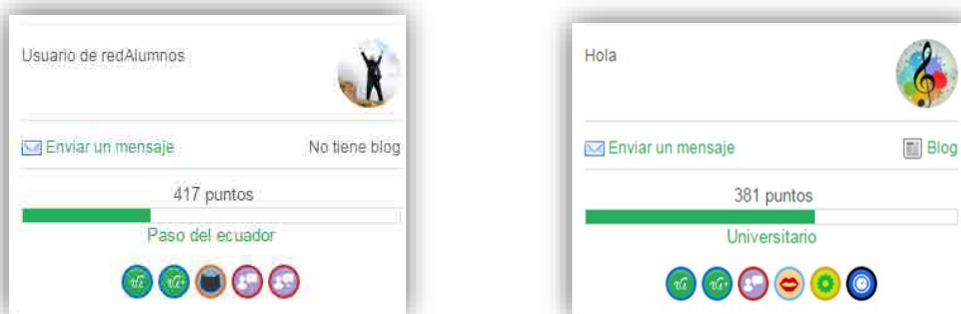 Usuario de redAlumnos
Enviar un mensaje
No tiene blog
417 puntos
Paso del ecuador
Hola
Enviar un mensaje
Blog
381 puntos
Universitario